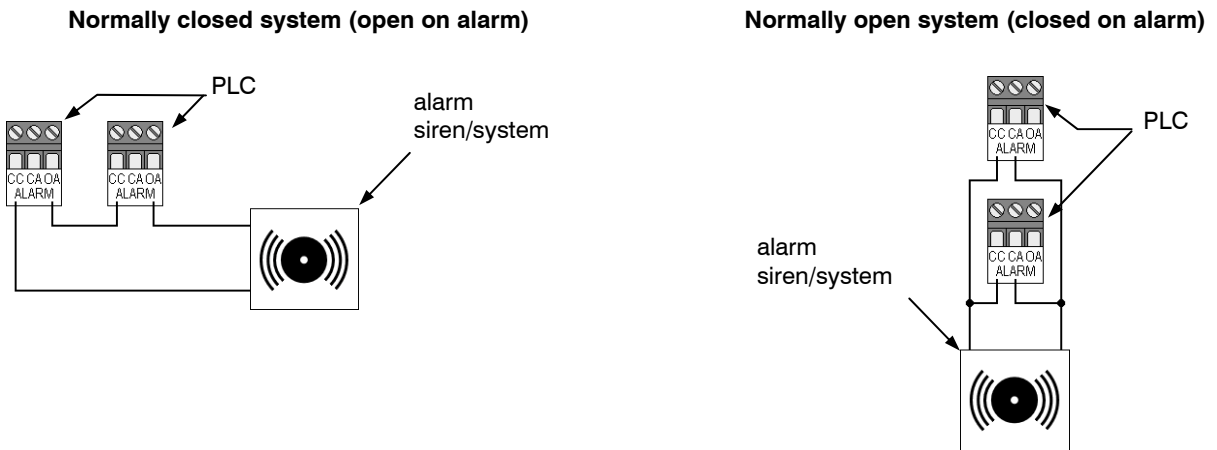 Normally closed system (open on alarm)
PLC
alarm
siren/system
CC CA OA
ALARM
CC CA OA
ALARM
Normally open system (closed on alarm)
PLC
CC CA OA
ALARM
CC CA OA
ALARM
alarm
siren/system